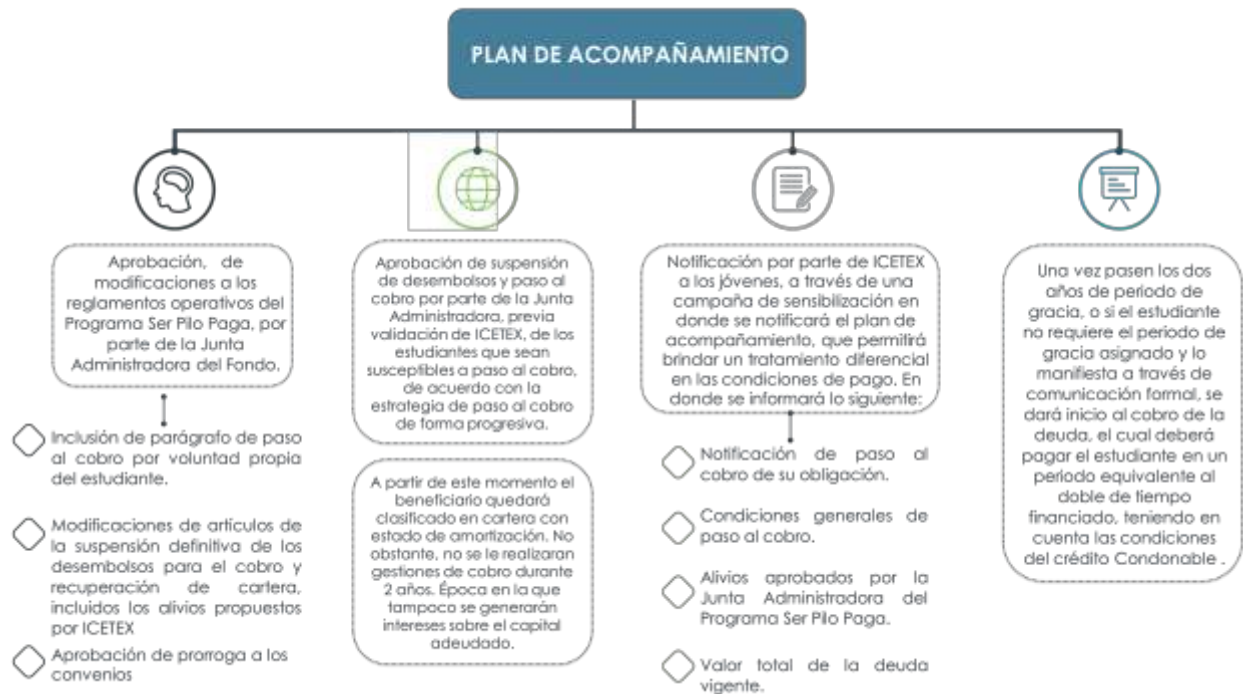 PLAN DE ACOMPAÑAMIENTO
Aprobación, de
modificaciones a los
reglamentos operativos del
Programa Ser Pilo Paga, por
parte de la Junta
Administradora del Fondo.
Inclusión de parágrafo de paso
al cobro por voluntad propia
del estudiante.
Modificaciones de artículos de
la suspensión definitiva de los
desembolsos para el cobro y
recuperación de cartera,
incluidos los alivios propuestos
por ICETEX
Aprobación de prorroga a los
convenios
Aprobación de suspensión
de desembolsos y paso al
cobro por parte de la Junta
Administradora, previa
validación de ICETEX, de los
estudiantes que sean
susceptibles a paso al cobro,
de acuerdo con la
estrategia de paso al cobro
de forma progresiva.
A partir de este momento el
beneficiario quedará
clasificado en cartera con
estado de amortización. No
obstante, no se le realizaran
gestiones de cobro durante
2 años. Época en la que
tampoco se generarán
intereses sobre el capital
adeudado.
Notificación por parte de ICETEX
a los jóvenes, a través de una
campaña de sensibilización en
donde se notificará el plan de
acompañamiento, que permitirá
brindar un tratamiento diferencial
en las condiciones de pago. En
donde se informará lo siguiente:
Notificación de paso al
cobro de su obligación.
Condiciones generales de
paso al cobro.
Alivios aprobados por la
Junta Administradora del
Programa Ser Pilo Paga.
Valor total de la deuda
vigente.
Una vez pasen los dos
años de periodo de
gracia, o si el estudiante
no requiere el periodo de
gracia asignado y lo
manifiesta a través de
comunicación formal, se
dará inicio al cobro de la
deuda, el cual deberá
pagar el estudiante en un
periodo equivalente al
doble de tiempo
financiado, teniendo en
cuenta las condiciones
del crédito Condonable .